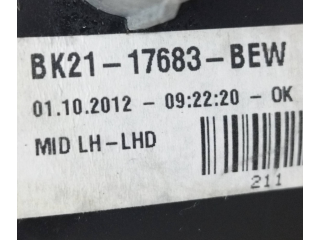 BK21-17683-BEW
01.10.2012 - 09:22:20 - OK
MID LH-LHD
211